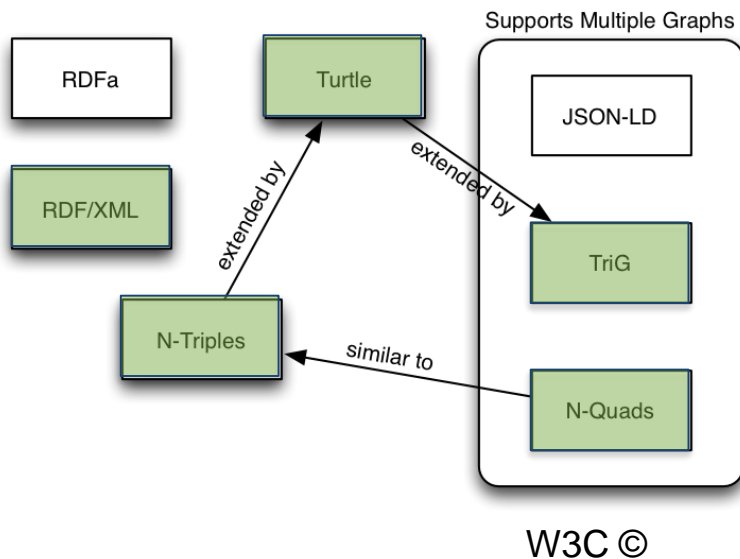 Supports Multiple Graphs
RDFa
Turtle
JSON-LD
extended by
extended by
RDF/XML
TriG
N-Triples
similar to
N-Quads
W3C ©